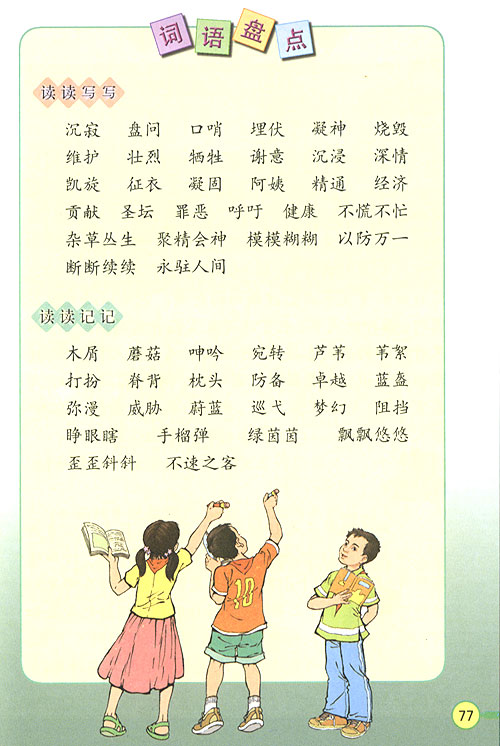 词语盘点
读读写写
沉寂 盘问 口哨 埋伏 凝神 烧毁
维护 壮烈 牺牲 谢意 沉浸 深情
凯旋 征衣 凝固 阿姨 精通 经济
贡献 圣坛 罪恶 呼吁 健康 不慌不忙
杂草丛生 聚精会神 模模糊糊 以防万一
断断续续 永驻人间
读读记记
木屑 蘑菇 呻吟 宛转 芦苇 苇絮
打扮 脊背 枕头 防备 卓越 蓝盔
弥漫 威胁 蔚蓝 巡弋 梦幻 阻挡
睁眼瞎 手榴弹 绿茵茵 飘飘悠悠
歪歪斜斜 不速之客
10
77